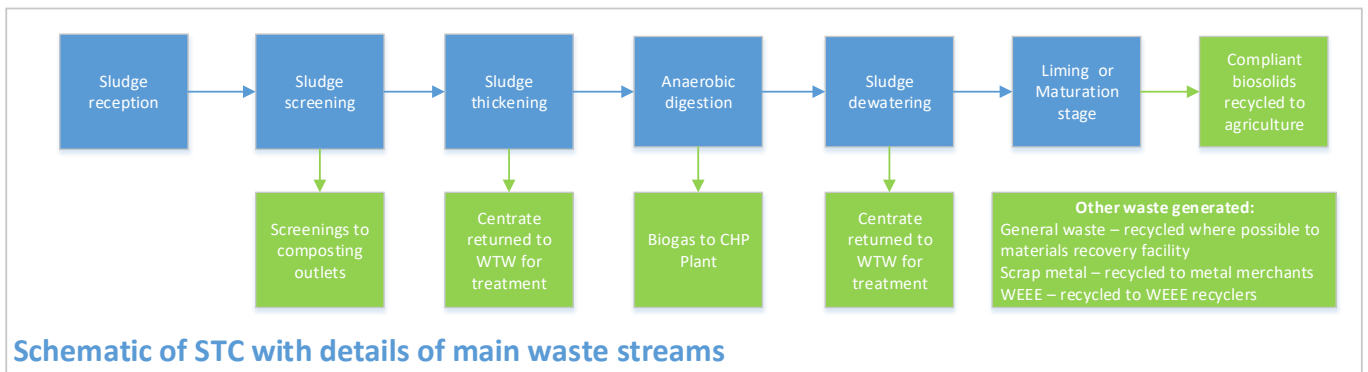 Sludge
reception
Sludge
screening
Sludge
thickening
Anaerobic
digestion
Sludge
dewatering
Liming or
Maturation
stage
Compliant
biosolids
recycled to
agriculture
Screenings to
composting
outlets
Centrate
returned to
WTW for
treatment
Biogas to CHP
Plant
Centrate
returned to
WTW for
treatment
Other waste generated:
General waste – recycled where possible to
materials recovery facility
Scrap metal – recycled to metal merchants
WEEE – recycled to WEEE recyclers
Schematic of STC with details of main waste streams